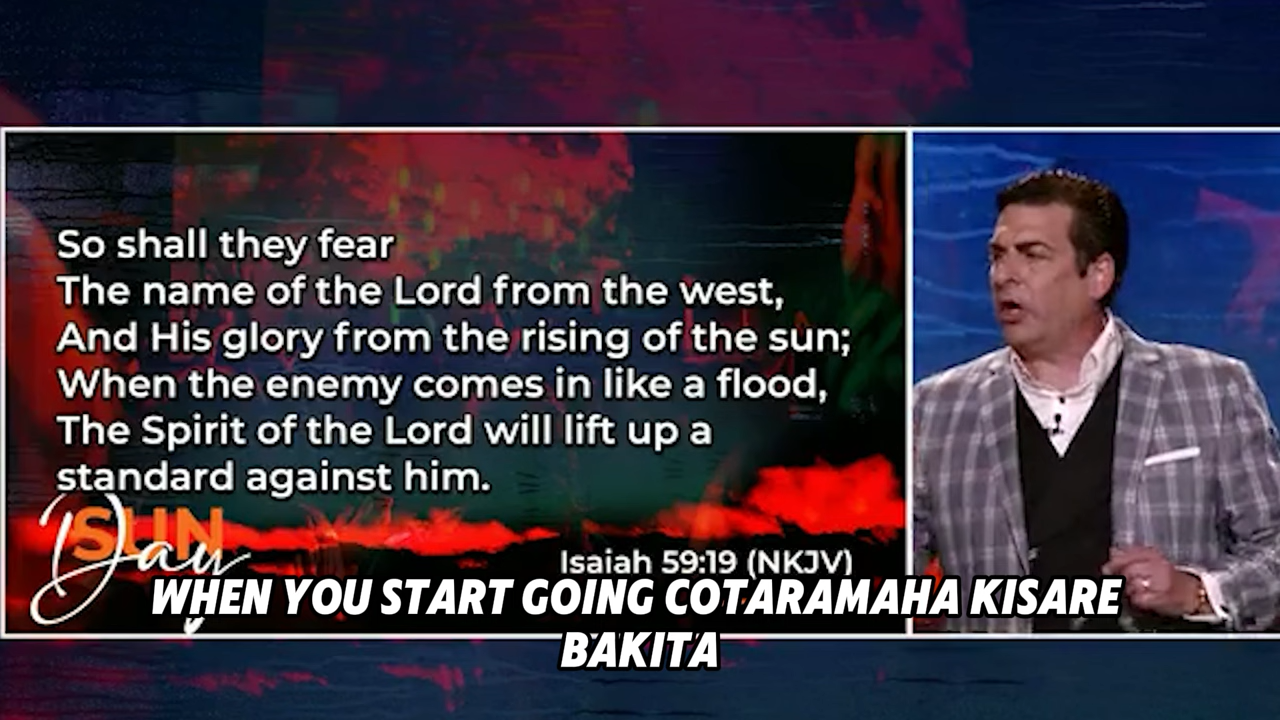 So shall they fear
The name of the Lord from the west,
And His glory from the rising of the sun;
When the enemy comes in like a flood,
The Spirit of the Lord will lift up a
standard against him.
SUN
Day
Isaiah 59:19 (NKJV)
WHEN YOU START GOING COTARAMAHA KISARE
BAKITA